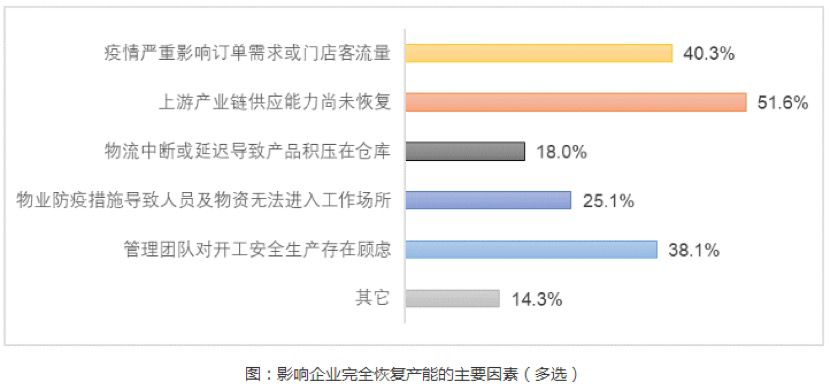 疫情严重影响订单需求或门店客流量 40.3%
上游产业链供应能力尚未恢复 51.6%
物流中断或延迟导致产品积压在仓库 18.0%
物业防疫措施导致人员及物资无法进入工作场所 25.1%
管理团队对开工安全生产存在顾虑 38.1%
其它 14.3%
图：影响企业完全恢复产能的主要因素（多选）